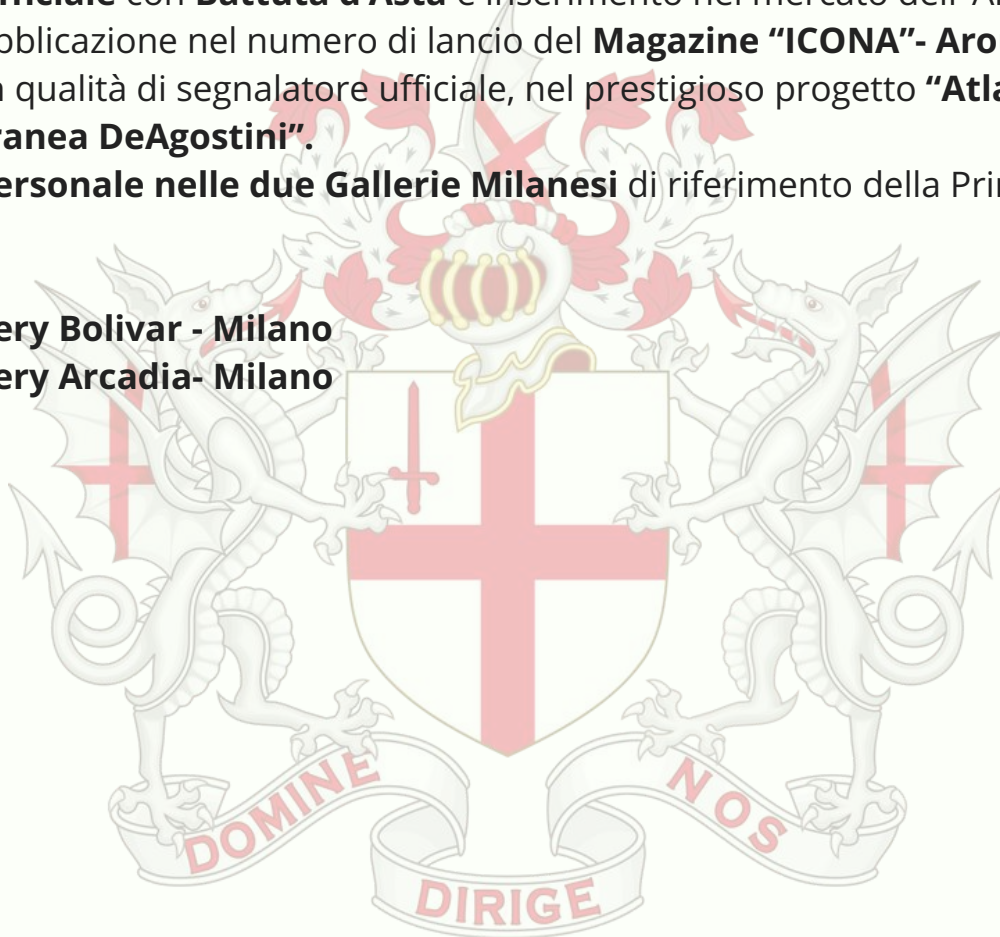 fficiale con Battuta d'Asta e inserimento nel mercato dell'A
bblicazione nel numero di lancio del Magazine “ICONA”- Aro
n qualità di segnalatore ufficiale, nel prestigioso progetto “Atla
ranea DeAgostini”.
ersonale nelle due Gallerie Milanesi di riferimento della Prin
ery Bolivar - Milano
ery Arcadia- Milano
DOMINE
DIRIGE
NOS